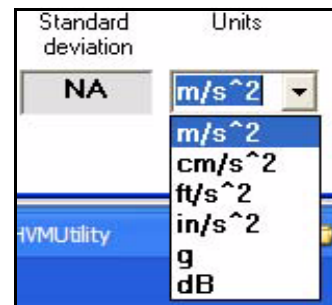 Standard Units
deviation
NA m/s^2
m/s^2
cm/s^2
ft/s^2
in/s^2
g
dB
HVMUtility